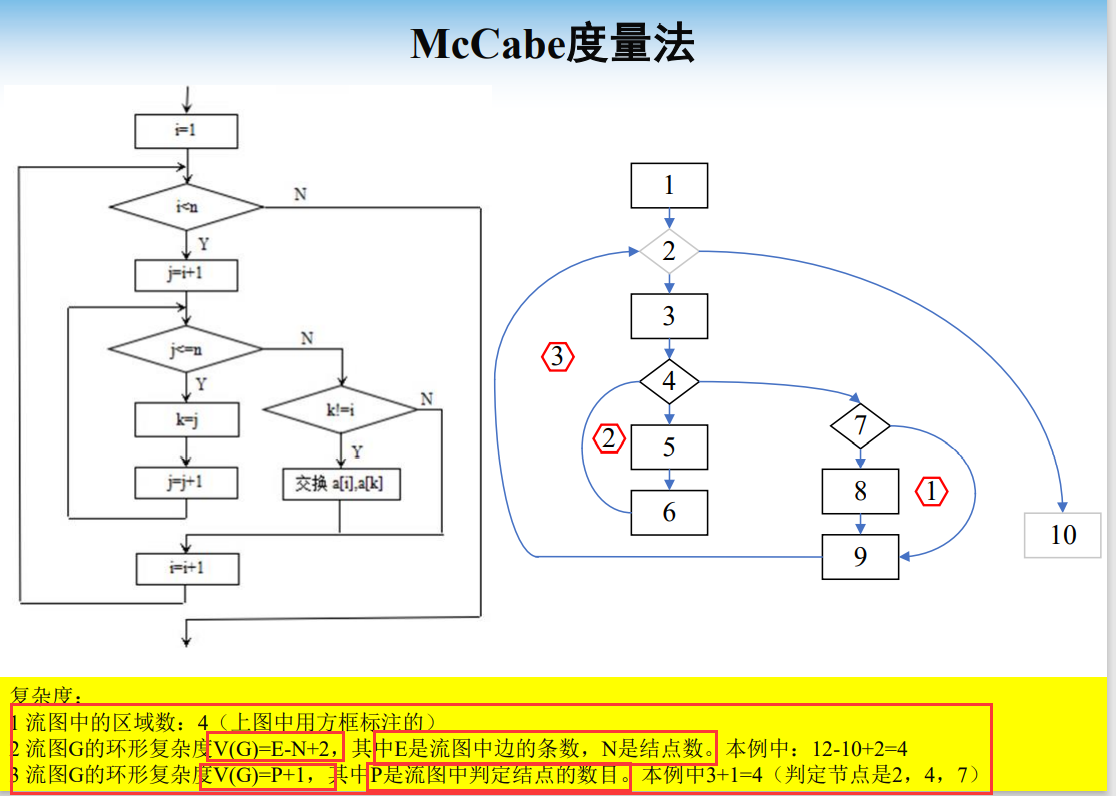 McCabe度量法
i=1
i<n
N
Y
j=i+1
j<=n
N
Y
k=j
k!=i
N
Y
j=j+1
交换 a[i],a[k]
i=i+1
1
2
3
4
5
6
7
8
9
10
3
2
1
复杂度：
1 流图中的区域数：4（上图中用方框标注的）
2 流图G的环形复杂度V(G)=E-N+2，其中E是流图中边的条数，N是结点数。本例中：12-10+2=4
3 流图G的环形复杂度V(G)=P+1，其中P是流图中判定结点的数目。本例中3+1=4（判定节点是2，4，7）